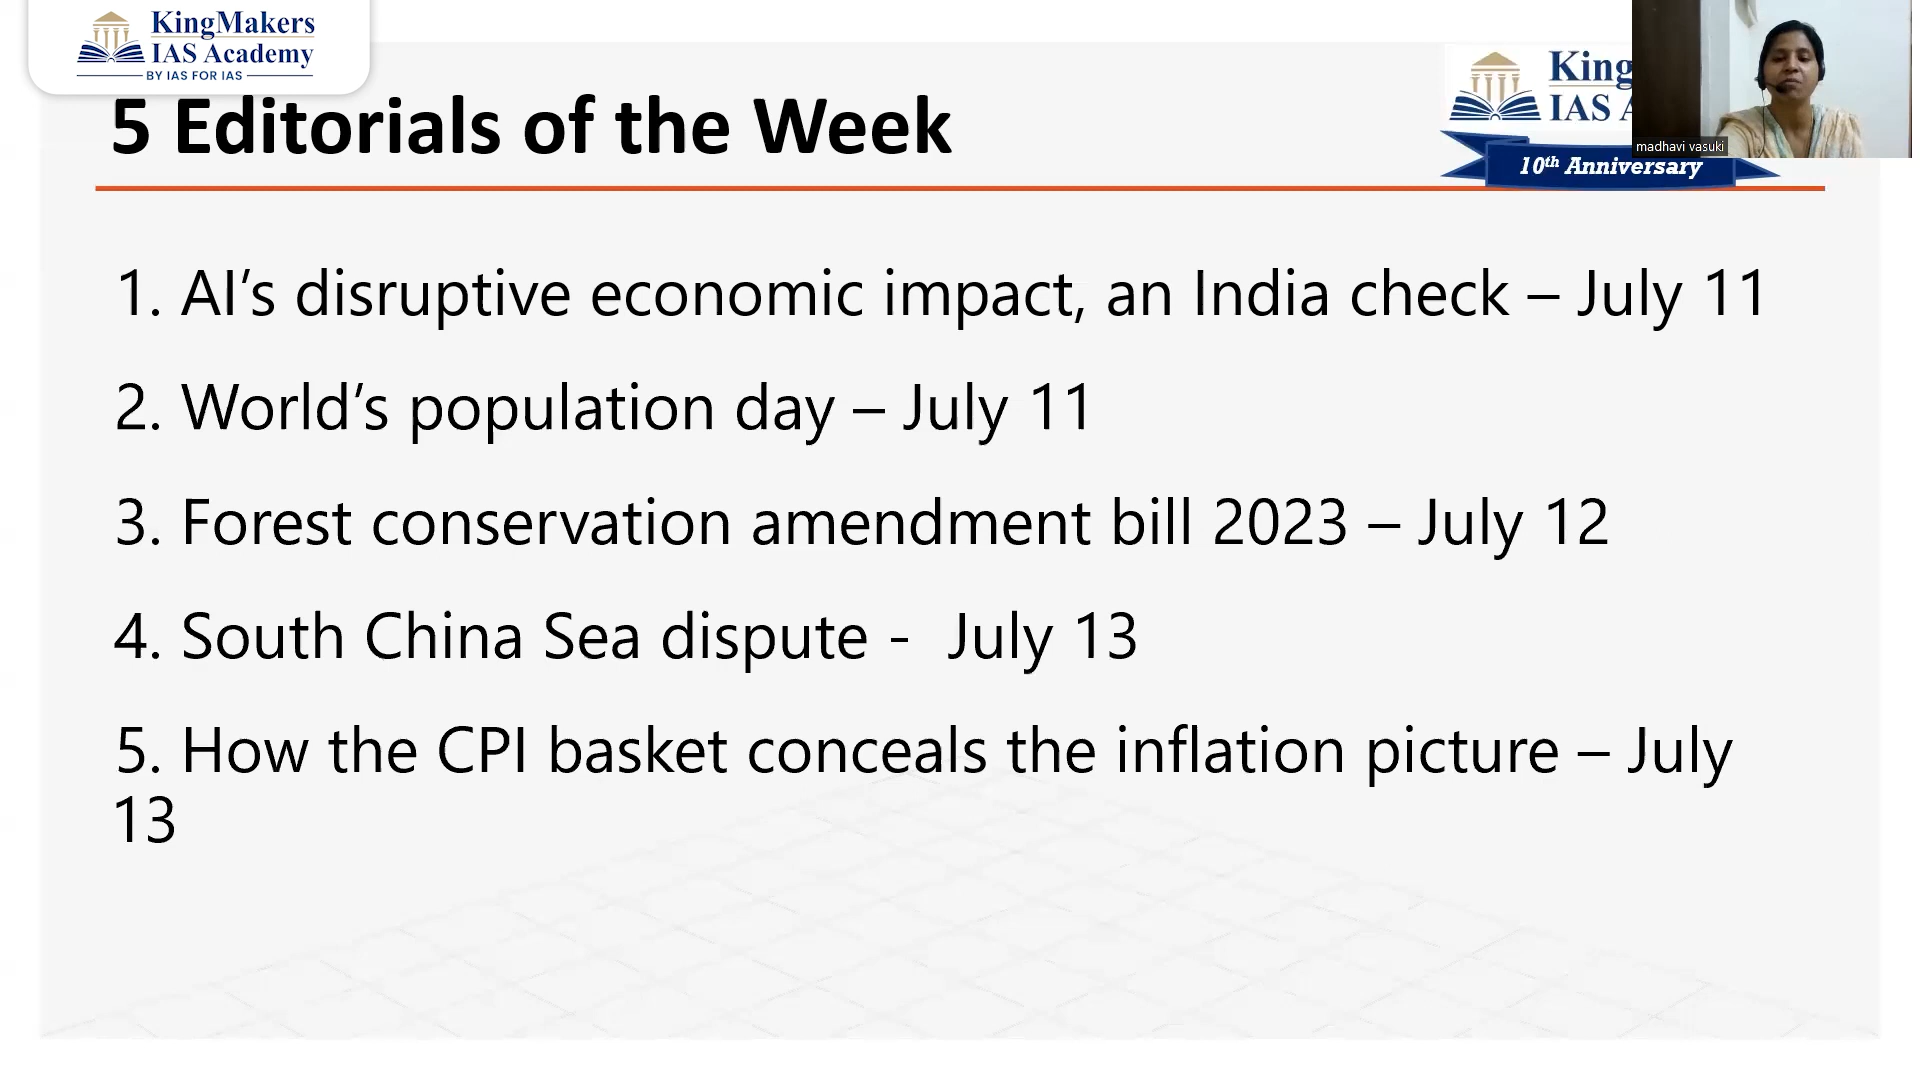 KingMakers
IAS Academy
BY IAS FOR IAS
5 Editorials of the Week
King
IAS
10th Anniversary
madhavi vasuki
1. AI’s disruptive economic impact, an India check – July 11
2. World’s population day – July 11
3. Forest conservation amendment bill 2023 – July 12
4. South China Sea dispute -  July 13
5. How the CPI basket conceals the inflation picture – July
13